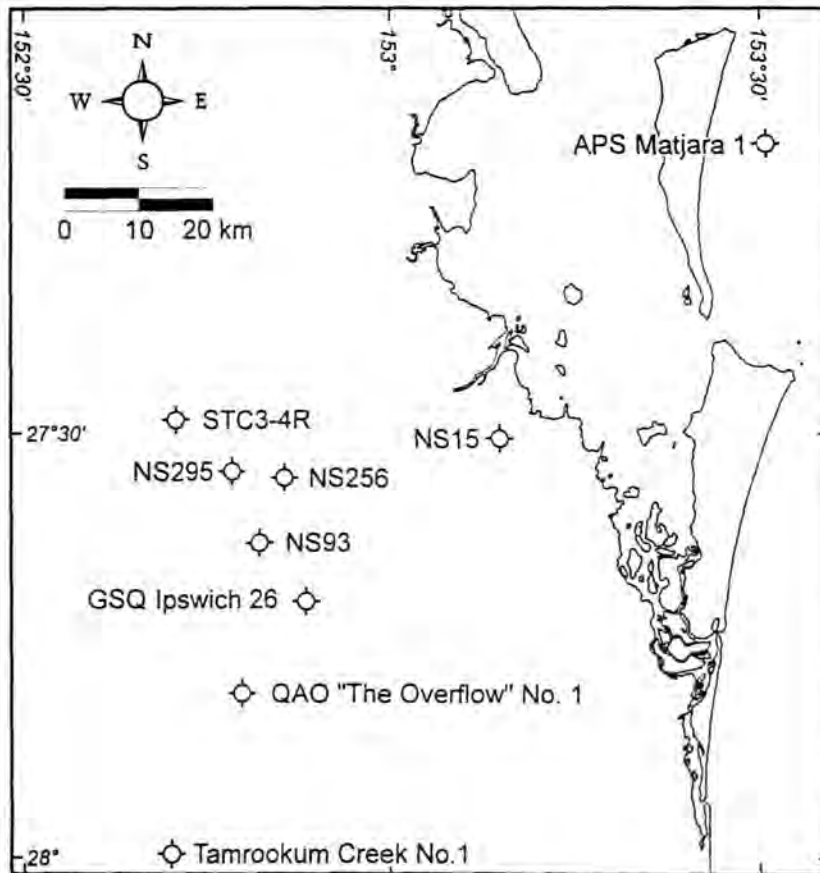 152°30'
153°
153°30'
N
W E
S
0 10 20 km
APS Matjara 1
STC3-4R
27°30'
NS15
NS295
NS256
NS93
GSQ Ipswich 26
QAO "The Overflow" No. 1
28°
Tamrookum Creek No.1